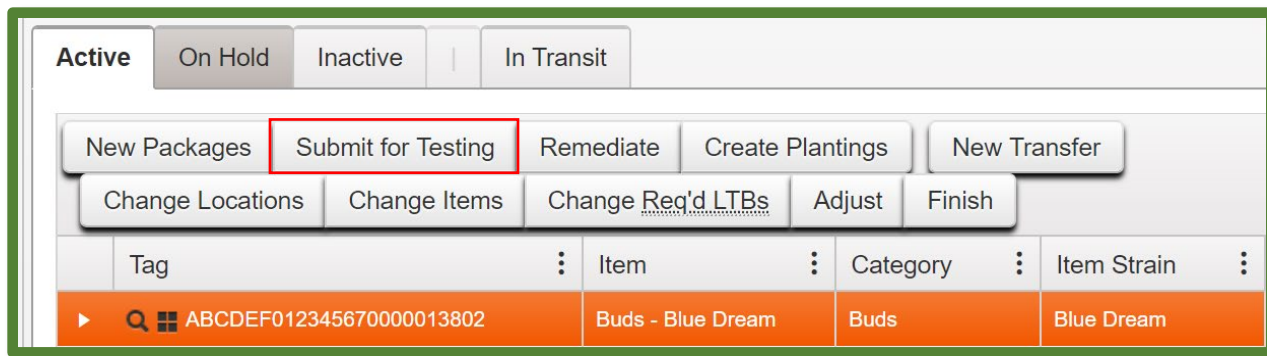 Active On Hold Inactive | In Transit
New Packages Submit for Testing Remediate Create Plantings New Transfer
Change Locations Change Items Change Req'd LTBs Adjust Finish
Tag Item Category Item Strain
ABCDEF012345670000013802 Buds - Blue Dream Buds Blue Dream